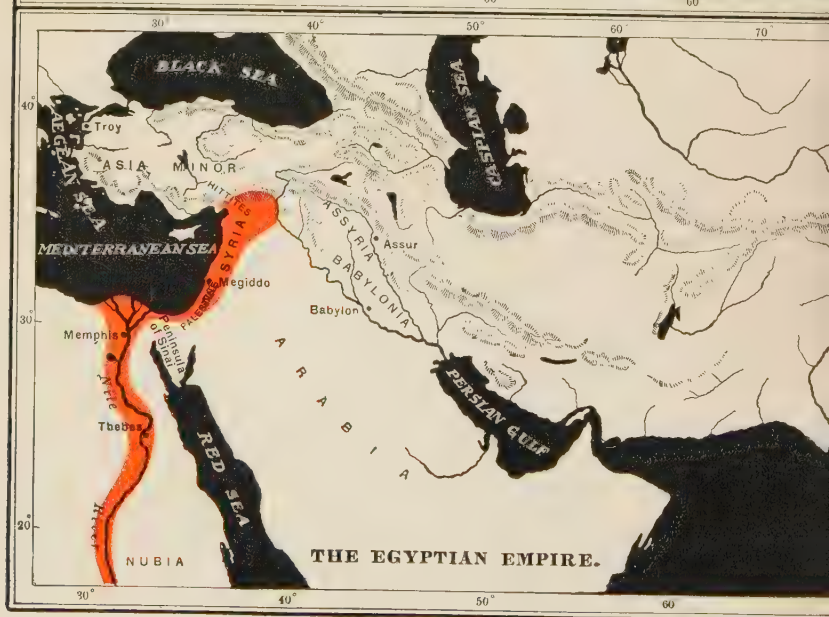 60
30°
40°
50°
60
70°
BLACK SEA
CASPIAN SEA
40°
AEGEAN SEA
Troy
ASIA MINOR
HITTITES
SYRIA
ASSYRIA
Assur
MEDITERRANEAN SEA
Megiddo
BABYLONIA
PALESTINE
Babylon
30°
Memphis
Peninsula
of Sinai
Nile
ARABIA
PERSIAN GULF
Thebes
RED SEA
River
20°
NUBIA
THE EGYPTIAN EMPIRE.
30°
40°
50°
60